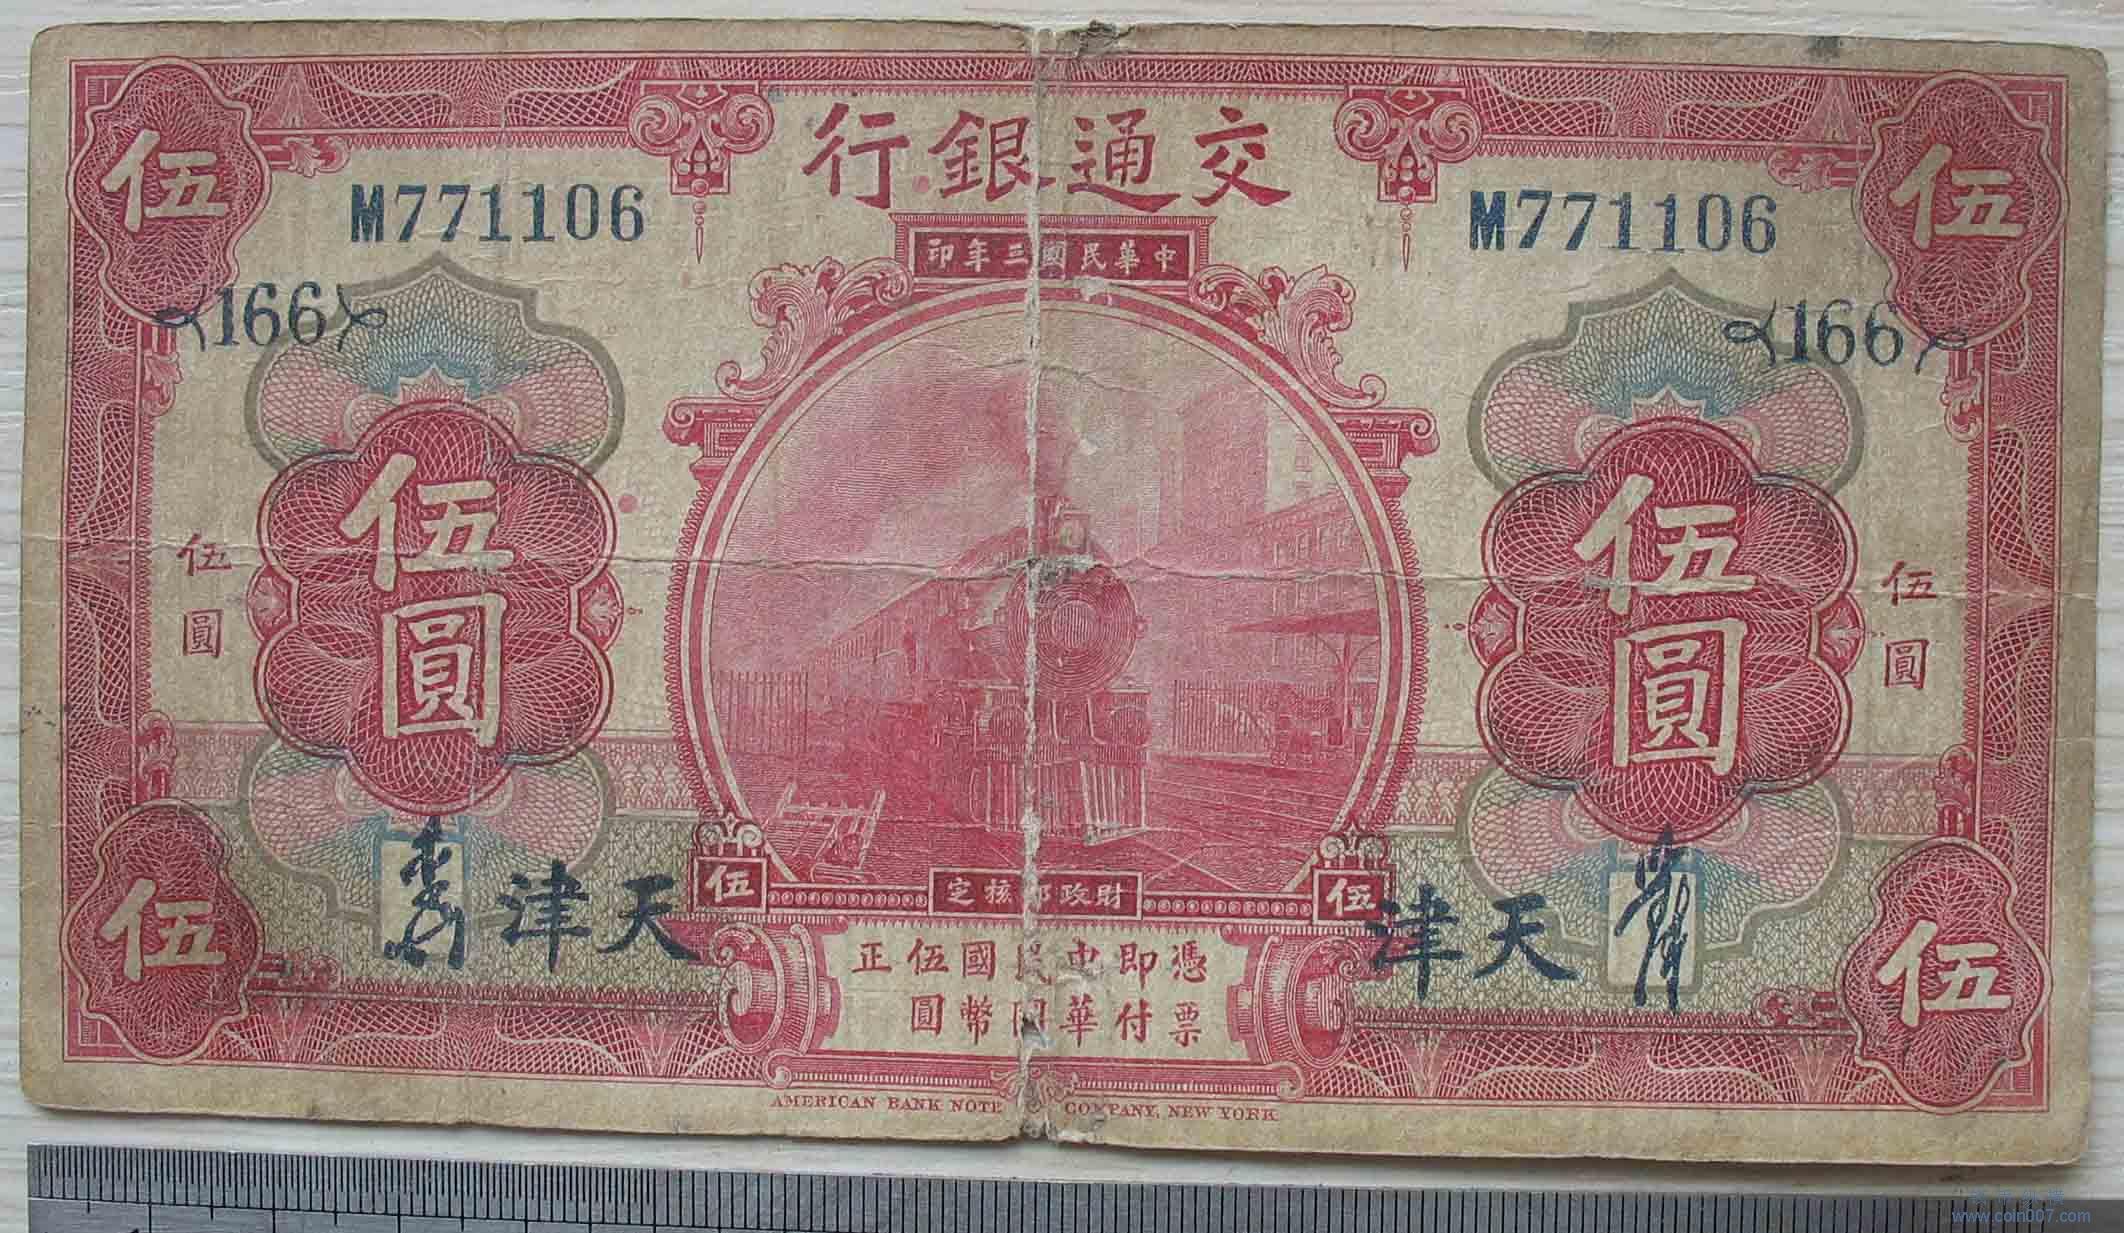 行銀通交
M771106
M771106
印年三國民華中
伍
伍
⟨166⟩
⟨166⟩
伍圓
伍圓
伍圓
伍圓
伍
伍
定核部政財
津天
津天
正伍國民中即憑
圓幣國華付票
伍
伍
AMERICAN BANK NOTE COMPANY, NEW YORK.
www.coin007.com